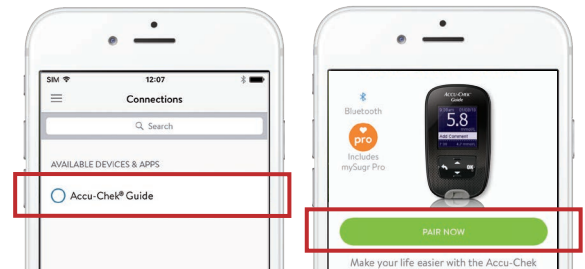 SIM 12:07
Connections
Search
AVAILABLE DEVICES & APPS
Accu-Chek® Guide
Bluetooth
pro
Includes
mySugr Pro
ACCU-CHEK®
Guide
5.8
mmol/L
Add Comment
PAIR NOW
Make your life easier with the Accu-Chek